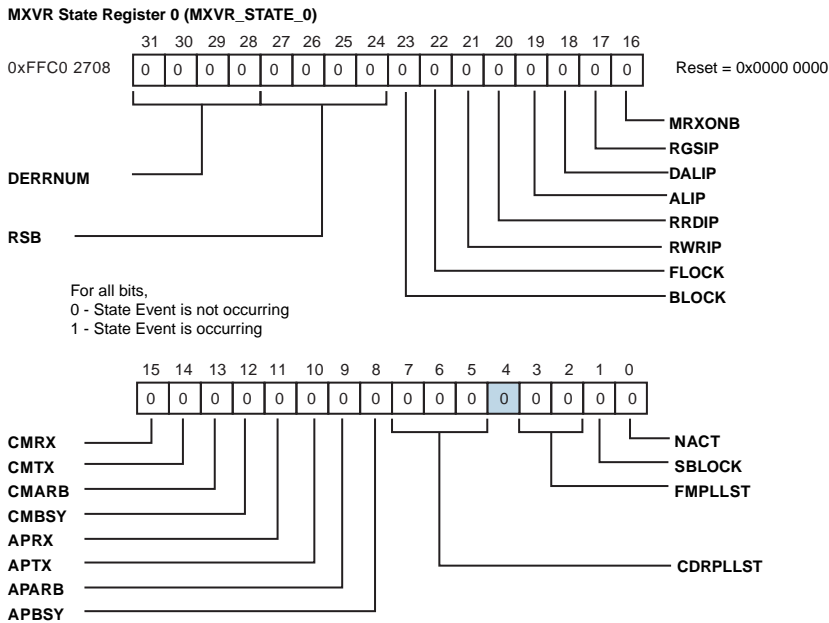 MXVR State Register 0 (MXVR_STATE_0)
31 30 29 28 27 26 25 24 23 22 21 20 19 18 17 16
0xFFC0 2708 0 0 0 0 0 0 0 0 0 0 0 0 0 0 0 0 Reset = 0x0000 0000
MRXONB
RGSIP
DALIP
ALIP
RRDIP
RWRIP
FLOCK
BLOCK
DERRNUM
RSB
For all bits,
0 - State Event is not occurring
1 - State Event is occurring
15 14 13 12 11 10 9 8 7 6 5 4 3 2 1 0
0 0 0 0 0 0 0 0 0 0 0 0 0 0 0 0
CMRX
CMTX
CMARB
CMBSY
APRX
APTX
APARB
APBSY
NACT
SBLOCK
FMPLLST
CDRPLLST